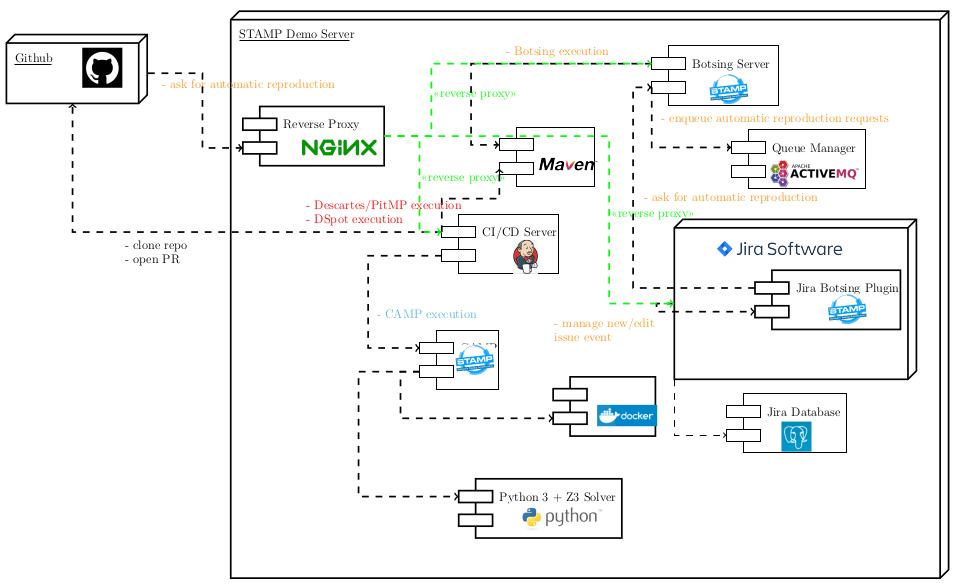 STAMP Demo Server
Github
- Botsing execution
Botsing Server
STAMP
- ask for automatic reproduction
«reverse proxy»
- enqueue automatic reproduction requests
Reverse Proxy
NGINX
Queue Manager
APACHE
ACTIVEMQ
Maven
«reverse proxy»
- ask for automatic reproduction
- Descartes/PitMP execution
- DSpot execution
«reverse proxy»
CI/CD Server
- clone repo
- open PR
Jira Software
Jira Botsing Plugin
STAMP
- CAMP execution
- manage new/edit
issue event
STAMP
docker
Jira Database
Python 3 + Z3 Solver
python